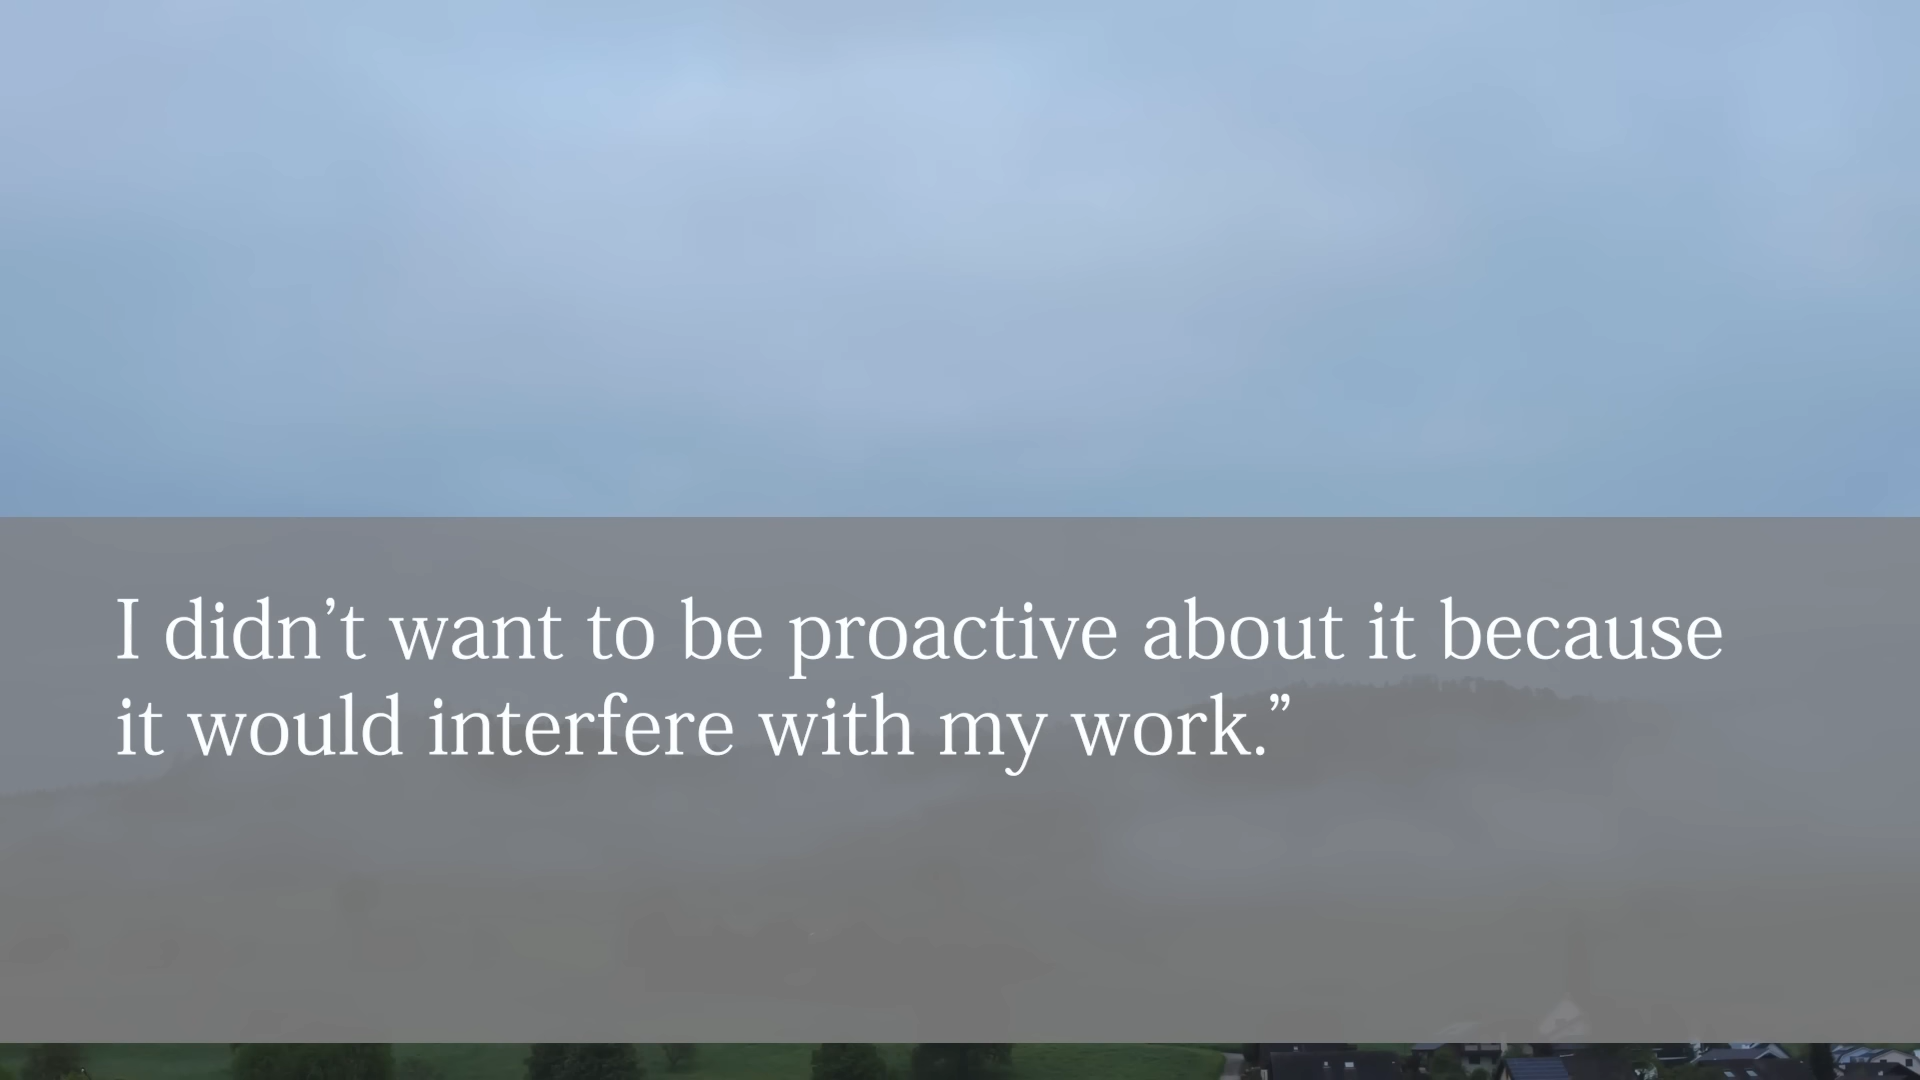 I didn’t want to be proactive about it because
it would interfere with my work.”